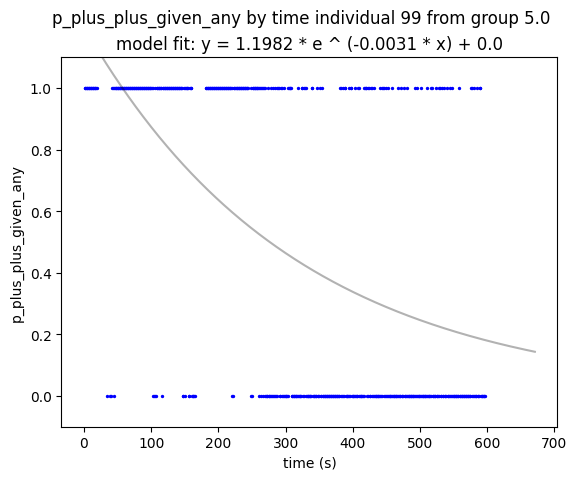 p_plus_plus_given_any by time individual 99 from group 5.0
model fit: y = 1.1982 * e ^ (-0.0031 * x) + 0.0
1.0
0.8
0.6
0.4
0.2
0.0
p_plus_plus_given_any
0 100 200 300 400 500 600 700
time (s)